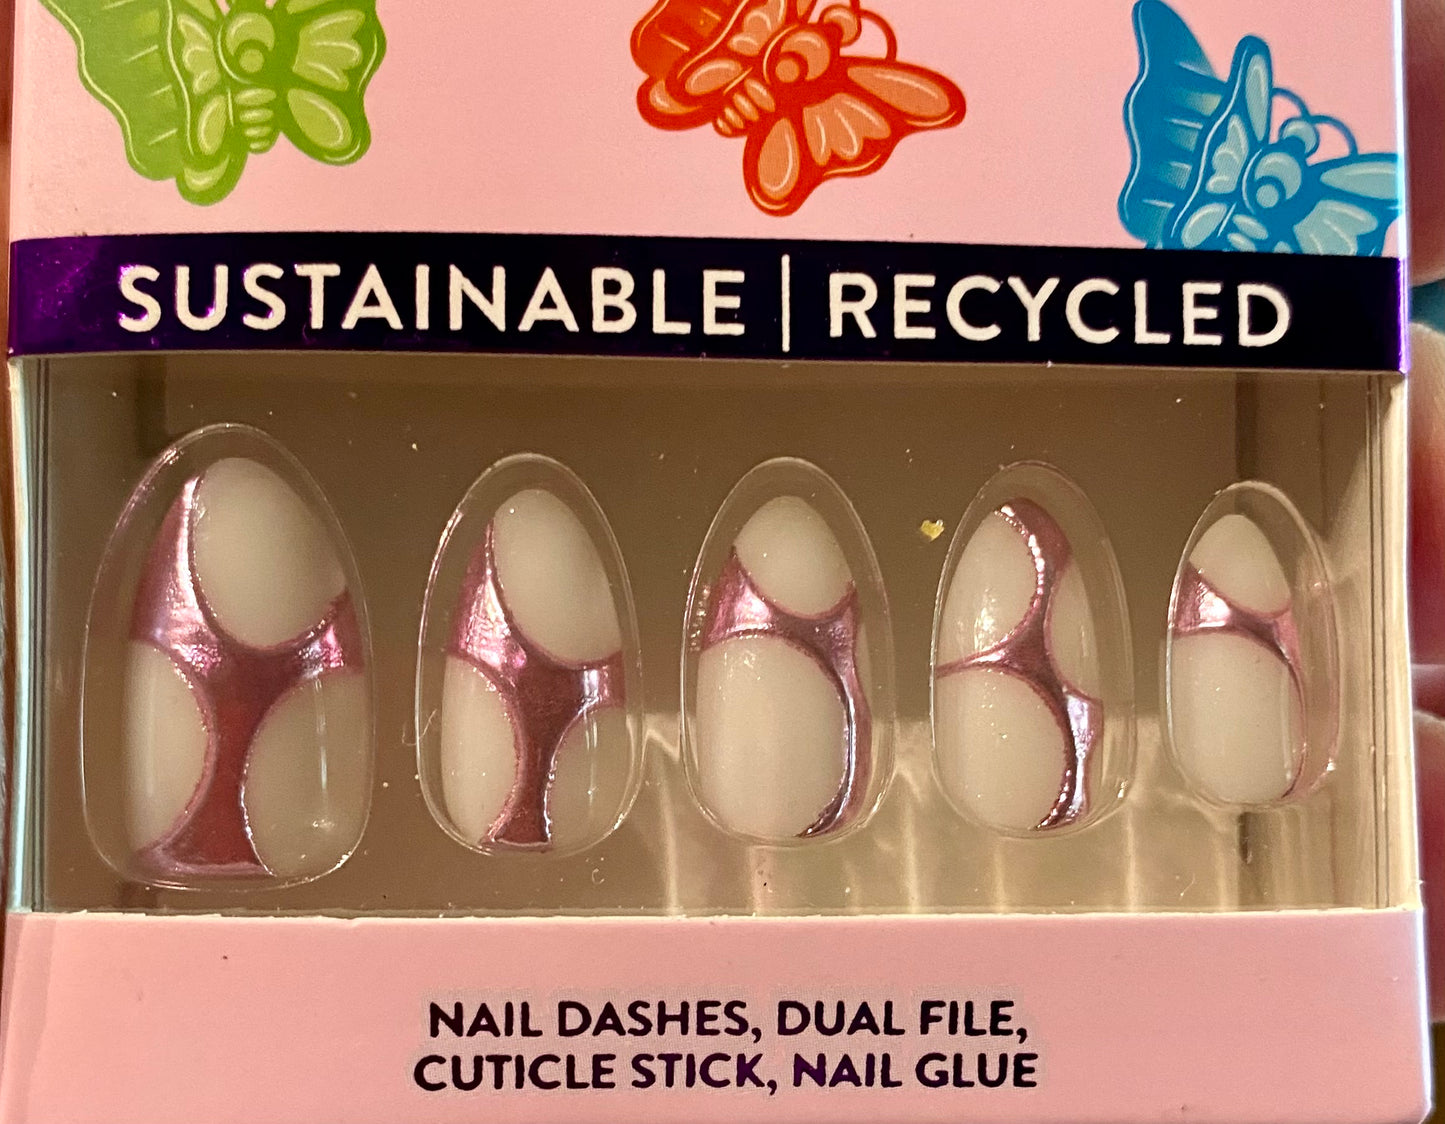 SUSTAINABLE | RECYCLED
NAIL DASHES, DUAL FILE,
CUTICLE STICK, NAIL GLUE